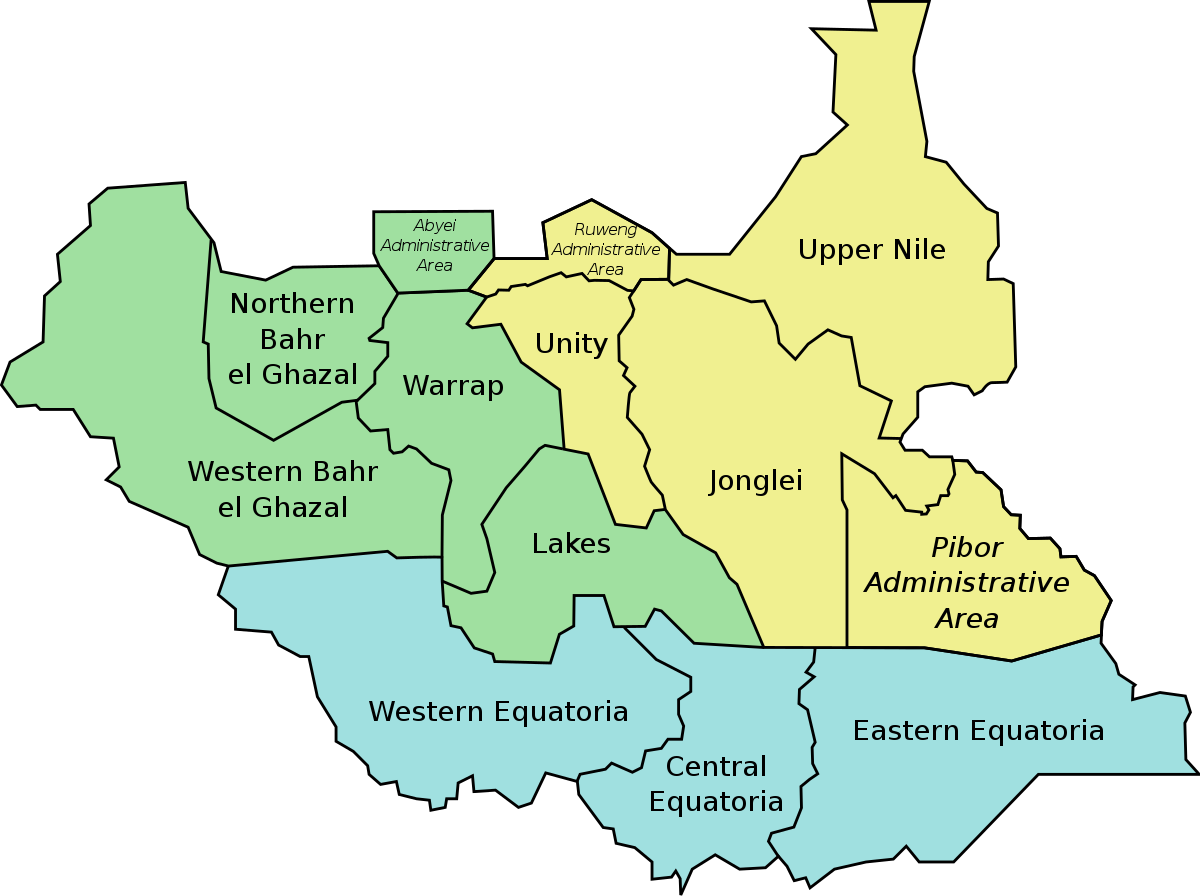 Abyei
Administrative
Area
Ruweng
Administrative
Area
Upper Nile
Northern
Bahr
el Ghazal
Unity
Warrap
Western Bahr
el Ghazal
Jonglei
Lakes
Pibor
Administrative
Area
Western Equatoria
Eastern Equatoria
Central
Equatoria